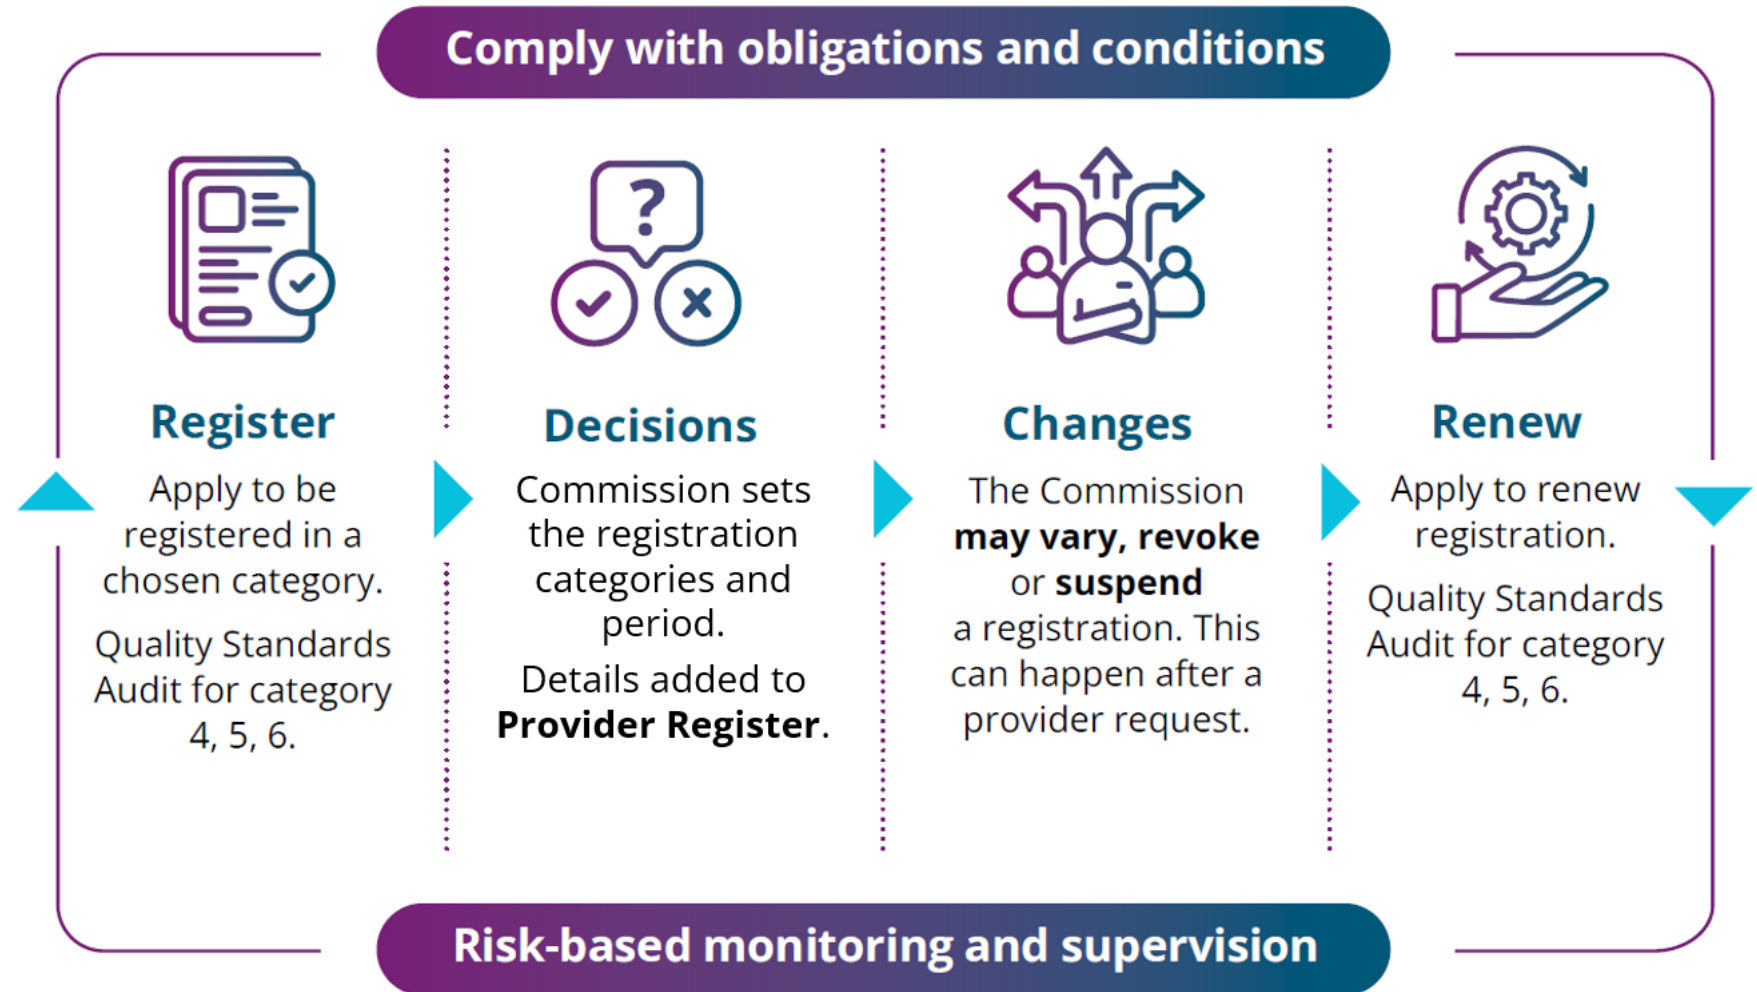 Comply with obligations and conditions
Register
Apply to be
registered in a
chosen category.
Quality Standards
Audit for category
4, 5, 6.
?
Decisions
Commission sets
the registration
categories and
period.
Details added to
Provider Register.
Changes
The Commission
may vary, revoke
or suspend
a registration. This
can happen after a
provider request.
Renew
Apply to renew
registration.
Quality Standards
Audit for category
4, 5, 6.
Risk-based monitoring and supervision